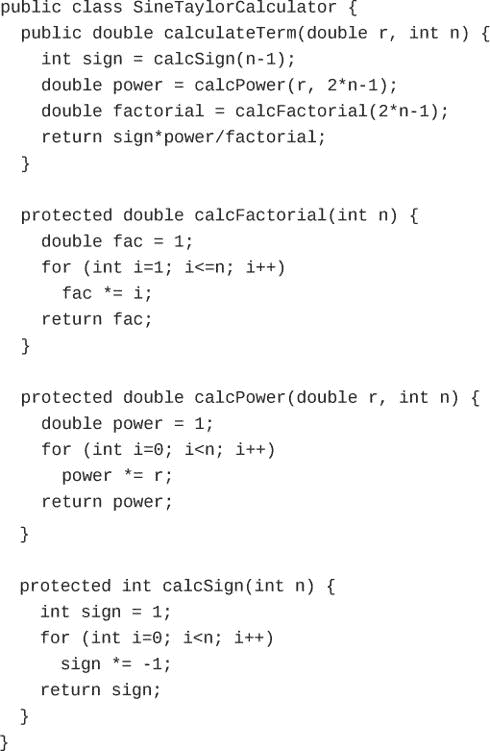 public class SineTaylorCalculator {
  public double calculateTerm(double r, int n) {
    int sign = calcSign(n-1);
    double power = calcPower(r, 2*n-1);
    double factorial = calcFactorial(2*n-1);
    return sign*power/factorial;
  }

  protected double calcFactorial(int n) {
    double fac = 1;
    for (int i=1; i<=n; i++)
      fac *= i;
    return fac;
  }

  protected double calcPower(double r, int n) {
    double power = 1;
    for (int i=0; i<n; i++)
      power *= r;
    return power;
  }

  protected int calcSign(int n) {
    int sign = 1;
    for (int i=0; i<n; i++)
      sign *= -1;
    return sign;
  }
}